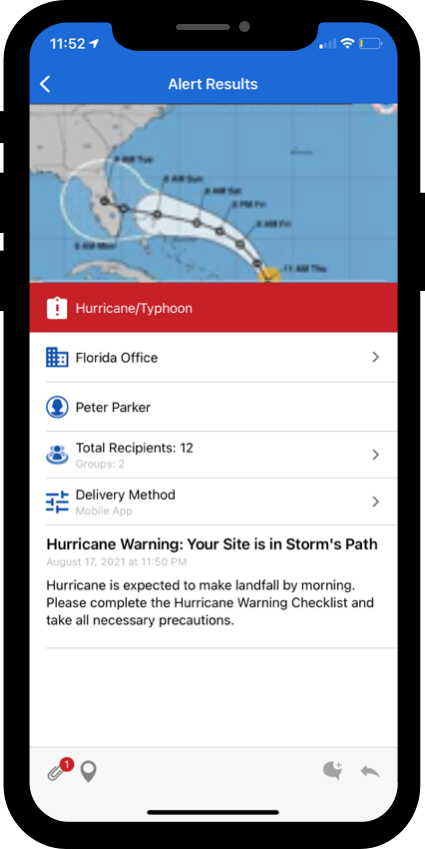 11:52
Alert Results
8 AM Tue
8 AM Sun
8 AM Sat
8 PM Fri
8 AM Fri
8 AM Mon
11 AM Thu
Hurricane/Typhoon
Florida Office
Peter Parker
Total Recipients: 12
Groups: 2
Delivery Method
Mobile App
Hurricane Warning: Your Site is in Storm's Path
August 17, 2021 at 11:50 PM
Hurricane is expected to make landfall by morning.
Please complete the Hurricane Warning Checklist and
take all necessary precautions.
1